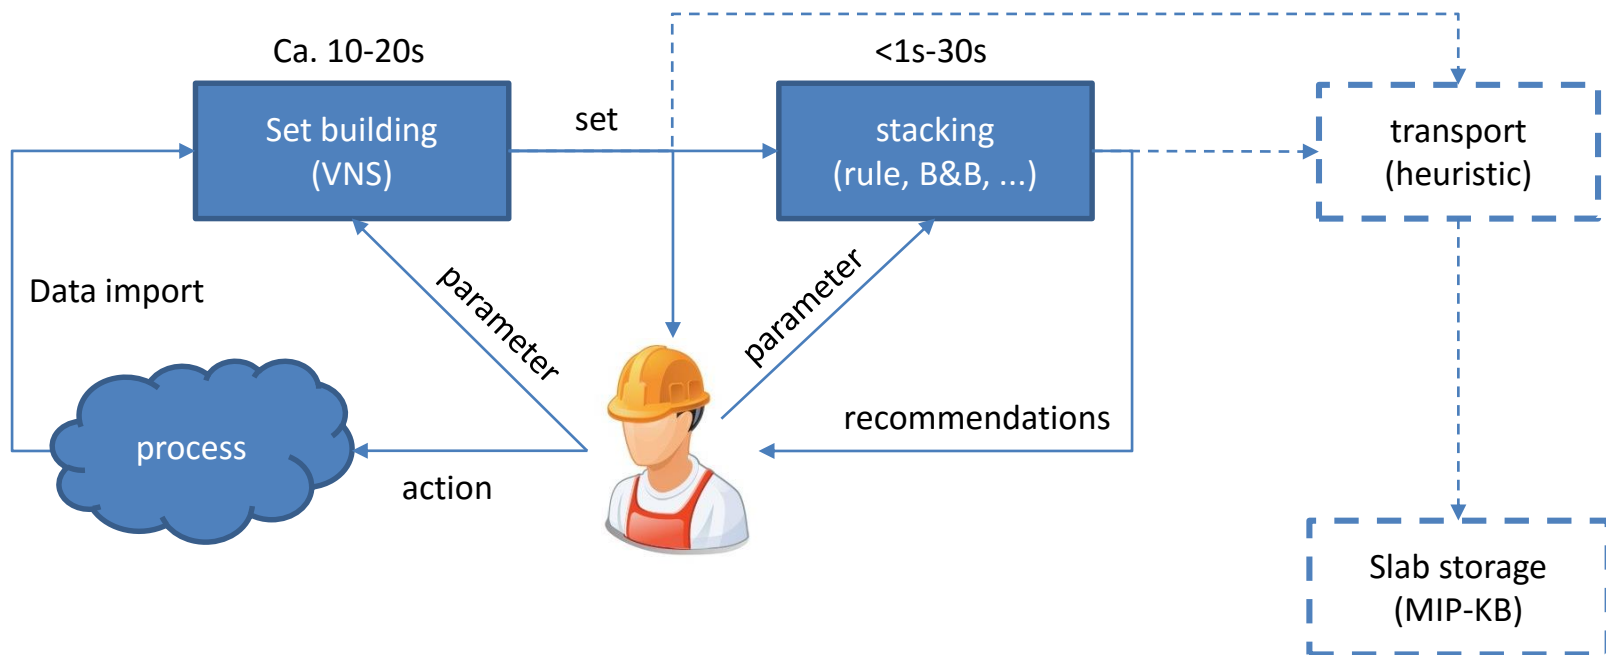 Ca. 10-20s
<1s-30s
Set building
(VNS)
set
stacking
(rule, B&B, ...)
transport
(heuristic)
Data import
parameter
parameter
process
action
recommendations
Slab storage
(MIP-KB)